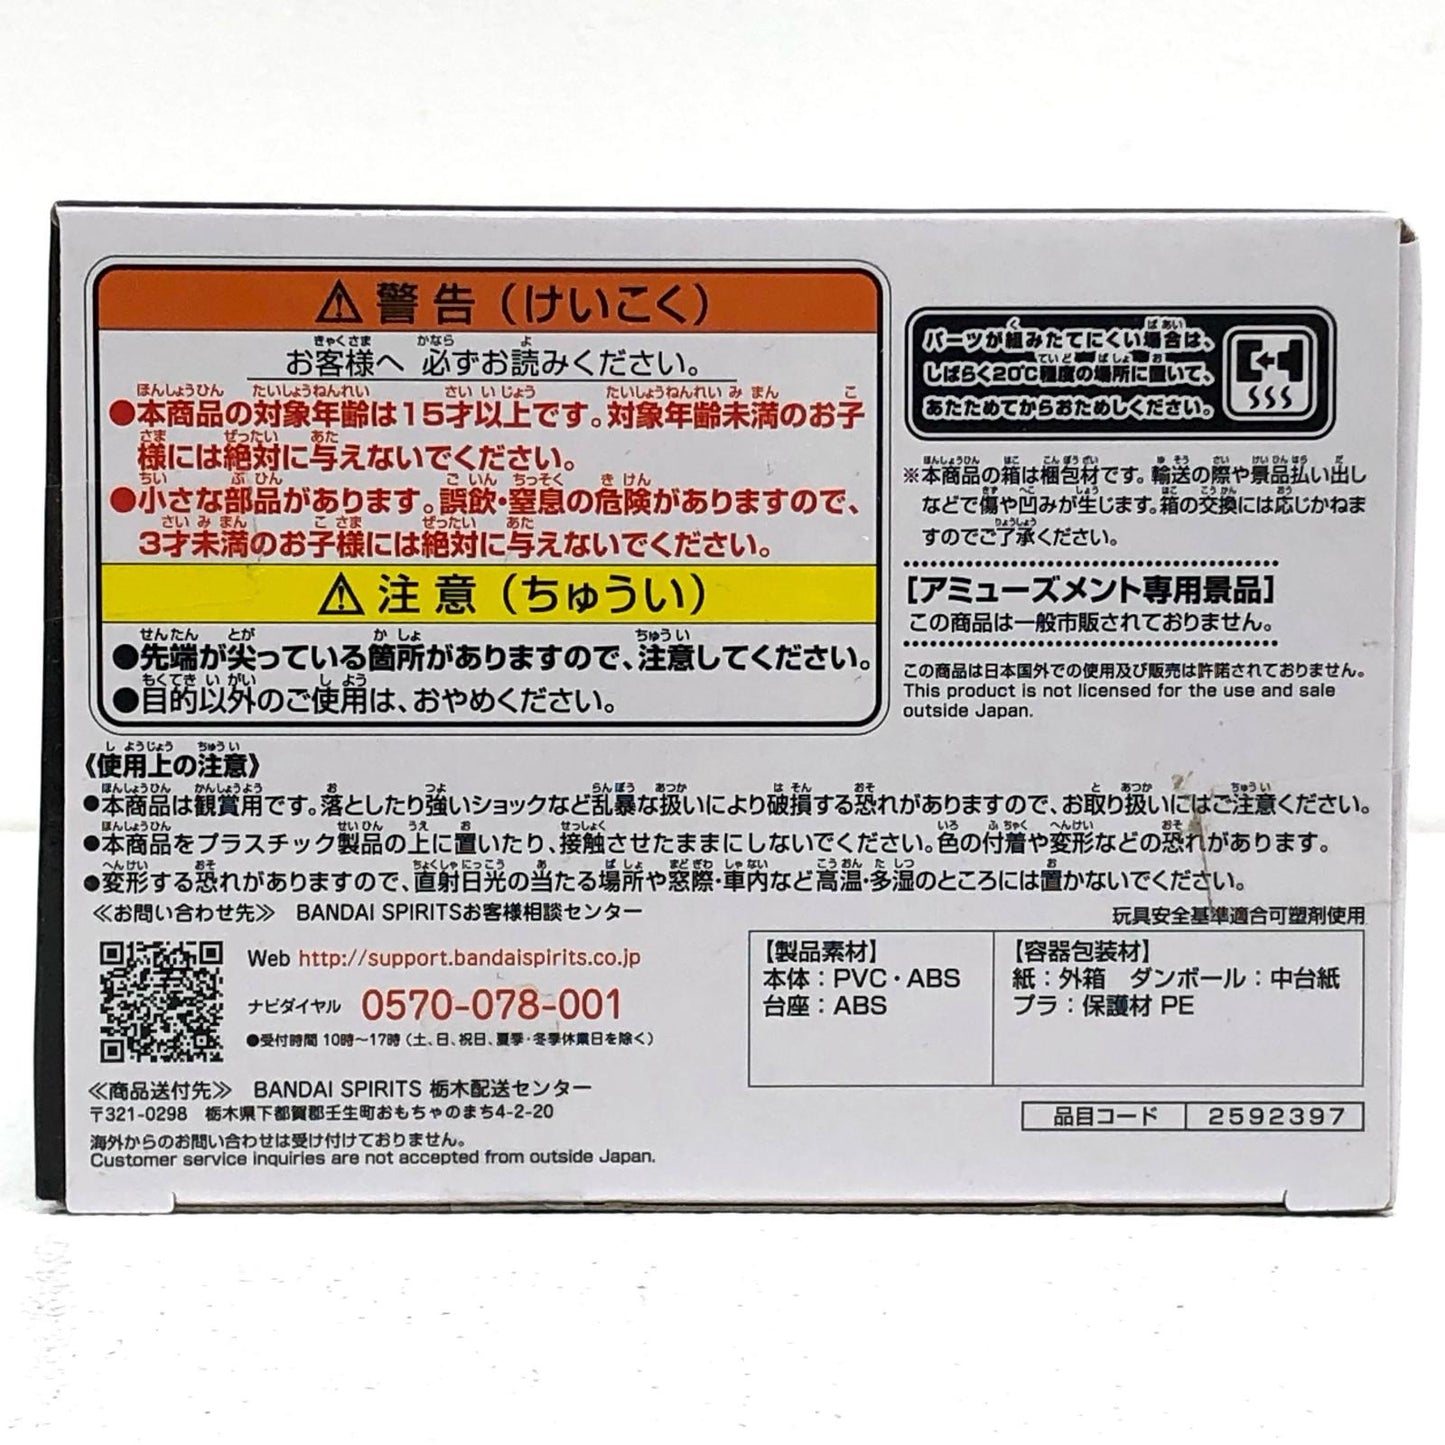 ⚠警告（けいこく）
お客様へ 必ずお読みください。
●本商品の対象年齢は15才以上です。対象年齢未満のお子
様には絶対に与えないでください。
●小さな部品があります。誤飲・窒息の危険がありますので、
3才未満のお子様には絶対に与えないでください。
⚠注意（ちゅうい）
●先端が尖っている箇所がありますので、注意してください。
●目的以外のご使用は、おやめください。
パーツが組みたてにくい場合は、
しばらく20℃程度の場所に置いて、
あたためてからおためしください。
※本商品の箱は梱包材です。輸送の際や景品払い出し
などで傷や凹みが生じます。箱の交換には応じかねま
すのでご了承ください。
【アミューズメント専用景品】
この商品は一般市販されておりません。
この商品は日本国外での使用及び販売は許諾されておりません。
This product is not licensed for the use and sale
outside Japan.
《使用上の注意》
●本商品は観賞用です。落としたり強いショックなど乱暴な扱いにより破損する恐れがありますので、お取り扱いにはご注意ください。
●本商品をプラスチック製品の上に置いたり、接触させたままにしないでください。色の付着や変形などの恐れがあります。
●変形する恐れがありますので、直射日光の当たる場所や窓際・車内など高温・多湿のところには置かないでください。
≪お問い合わせ先≫ BANDAI SPIRITSお客様相談センター
Web http://support.bandaispirits.co.jp
ナビダイヤル 0570-078-001
●受付時間 10時〜17時（土、日、祝日、夏季・冬季休業日を除く）
≪商品送付先≫ BANDAI SPIRITS 栃木配送センター
〒321-0298 栃木県下都賀郡壬生町おもちゃのまち4-2-20
海外からのお問い合わせは受け付けておりません。
Customer service inquiries are not accepted from outside Japan.
玩具安全基準適合可塑剤使用
【製品素材】
本体：PVC・ABS
台座：ABS
【容器包装材】
紙：外箱 ダンボール：中台紙
プラ：保護材 PE
品目コード 2592397